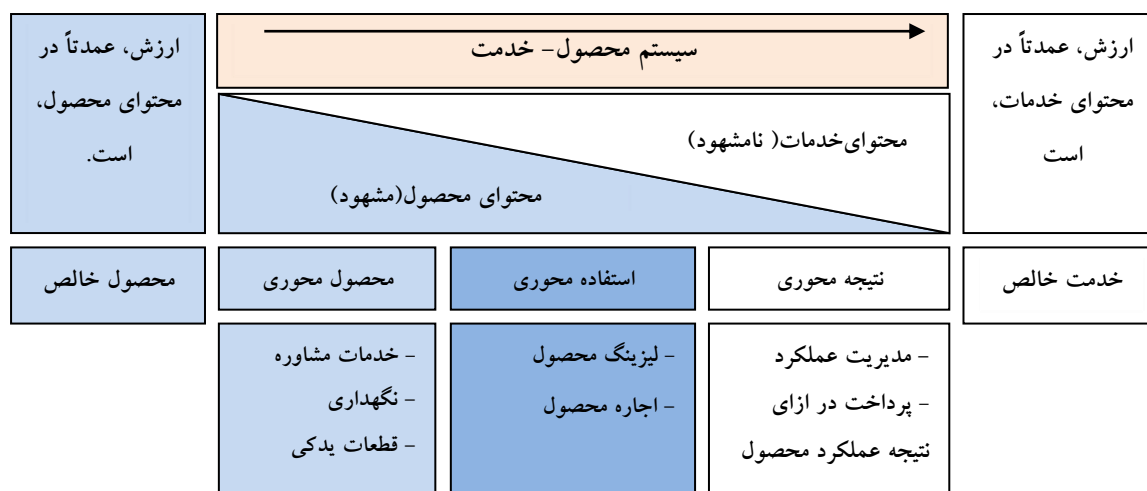 ارزش، عمدتاً در
محتوای محصول،
است.
سیستم محصول- خدمت
ارزش، عمدتاً در
محتوای خدمات،
است
محتوای‌خدمات( نامشهود)
محتوای محصول(مشهود)
محصول خالص
محصول محوری
استفاده محوری
نتیجه محوری
خدمت خالص
- خدمات مشاوره
- نگهداری
- قطعات یدکی
- لیزینگ محصول
- اجاره محصول
- مدیریت عملکرد
- پرداخت در ازای
نتیجه عملکرد محصول